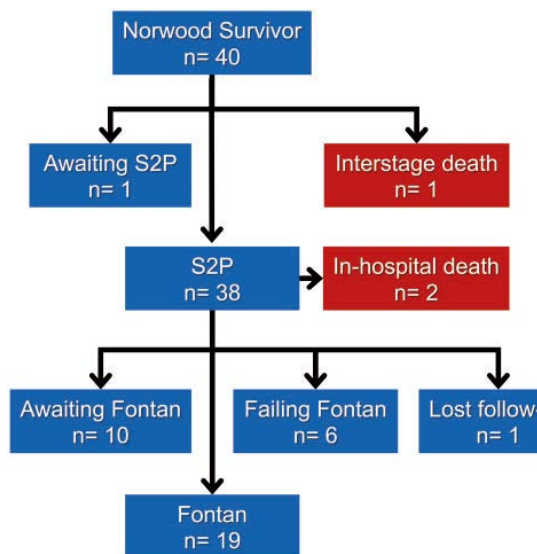 Norwood Survivor
n= 40
Awaiting S2P
n= 1
Interstage death
n= 1
S2P
n= 38
In-hospital death
n= 2
Awaiting Fontan
n= 10
Failing Fontan
n= 6
Lost follow-
n= 1
Fontan
n= 19